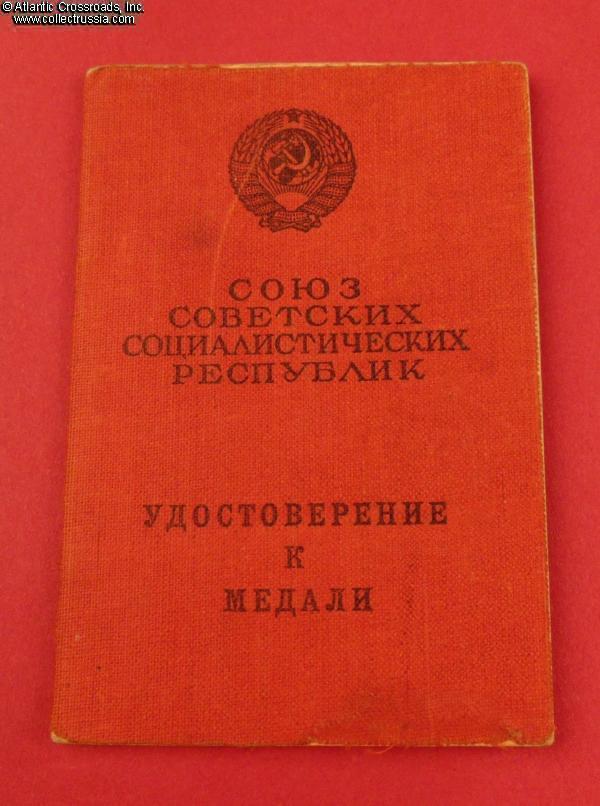 © Atlantic Crossroads, Inc.
www.collectrussia.com
СОЮЗ
СОВЕТСКИХ
СОЦИАЛИСТИЧЕСКИХ
РЕСПУБЛИК
УДОСТОВЕРЕНИЕ
К
МЕДАЛИ